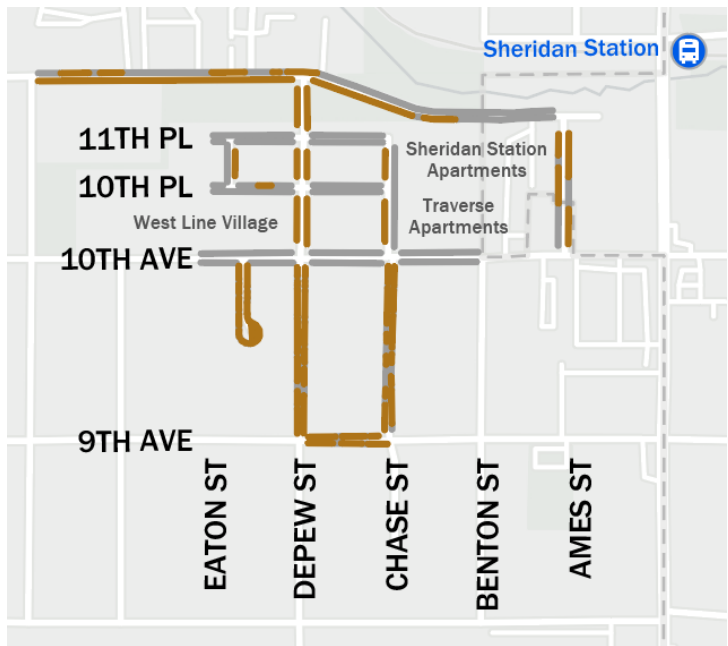 Sheridan Station
11TH PL
Sheridan Station
Apartments
10TH PL
Traverse
Apartments
West Line Village
10TH AVE
9TH AVE
EATON ST
DEPEW ST
CHASE ST
BENTON ST
AMES ST